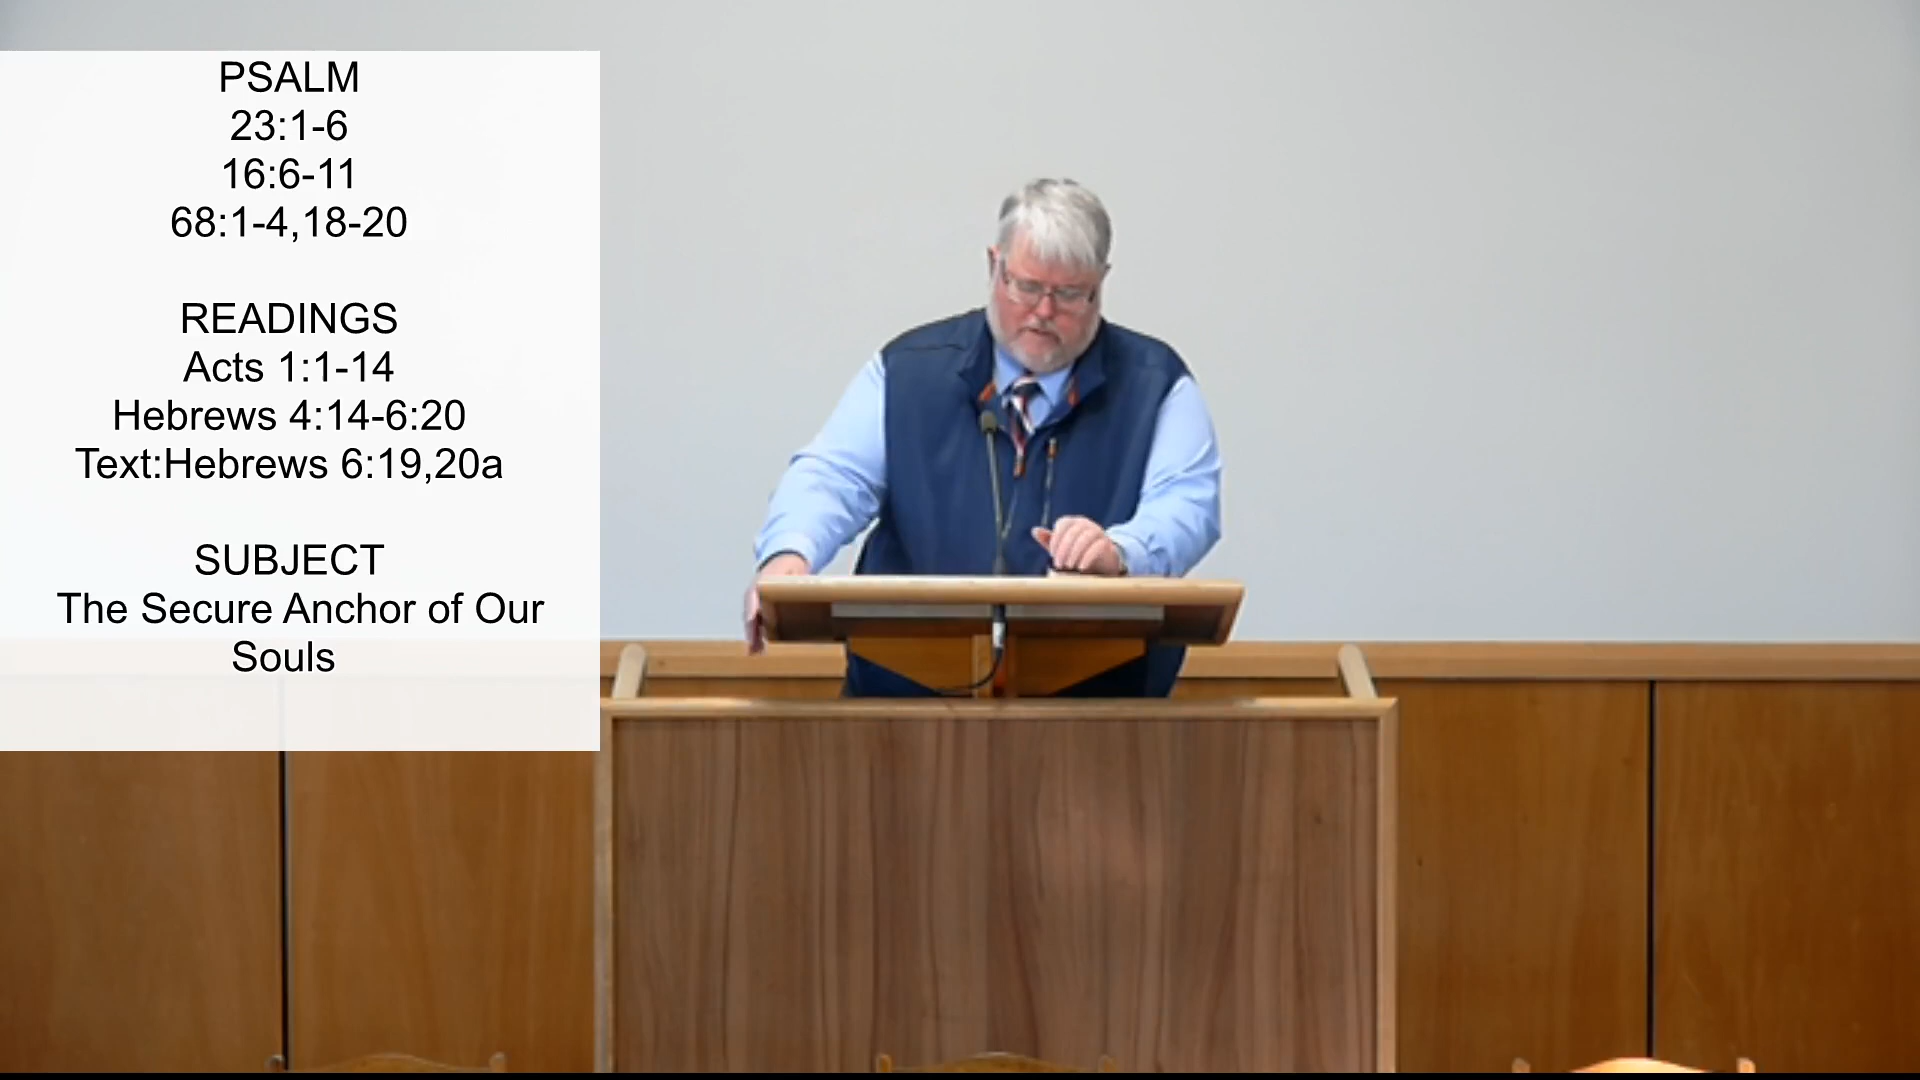 PSALM
23:1-6
16:6-11
68:1-4,18-20
READINGS
Acts 1:1-14
Hebrews 4:14-6:20
Text:Hebrews 6:19,20a
SUBJECT
The Secure Anchor of Our
Souls